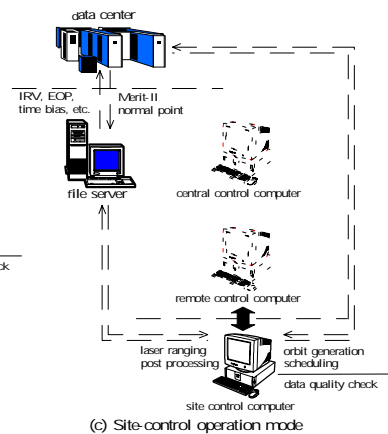 data center
IRV, EOP,
time bias, etc.
Merit-II
normal point
file server
central control computer
ck
remote control computer
laser ranging
post processing
orbit generation
scheduling
data quality check
site control computer
(c) Site-control operation mode